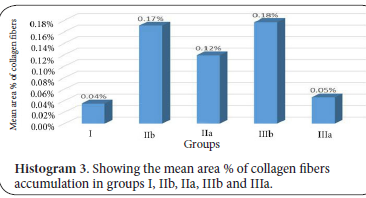 Mean area % of collagen fibers
0.18%
0.16%
0.14%
0.12%
0.10%
0.08%
0.06%
0.04%
0.02%
0.00%
0.04%
0.17%
0.12%
0.18%
0.05%
I
IIb
IIa
IIIb
IIIa
Groups
Histogram 3. Showing the mean area % of collagen fibers
accumulation in groups I, IIb, IIa, IIIb and IIIa.